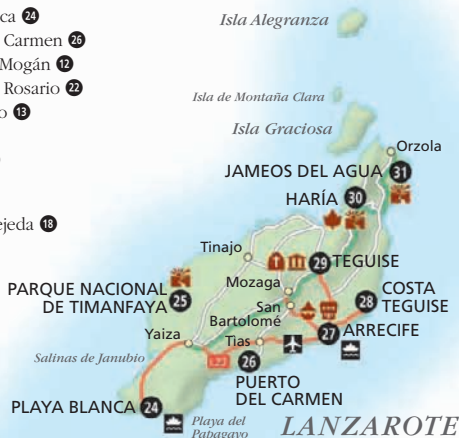 ca 24
Carmen 26
Mogán 12
Rosario 22
o 13
ejeda 18
Isla Alegranza
Isla de Montaña Clara
Isla Graciosa
Orzola
JAMEOS DEL AGUA 31
HARÍA 30
Tinajo
29 TEGUISE
Mozaga
PARQUE NACIONAL
DE TIMANFAYA 25
San
Bartolomé
28 COSTA
TEGUISE
27 ARRECIFE
Yaiza
Tìas
Salinas de Janubio
LZ2
26
PUERTO
DEL CARMEN
PLAYA BLANCA 24
Playa del
Papagayo
LANZAROTE